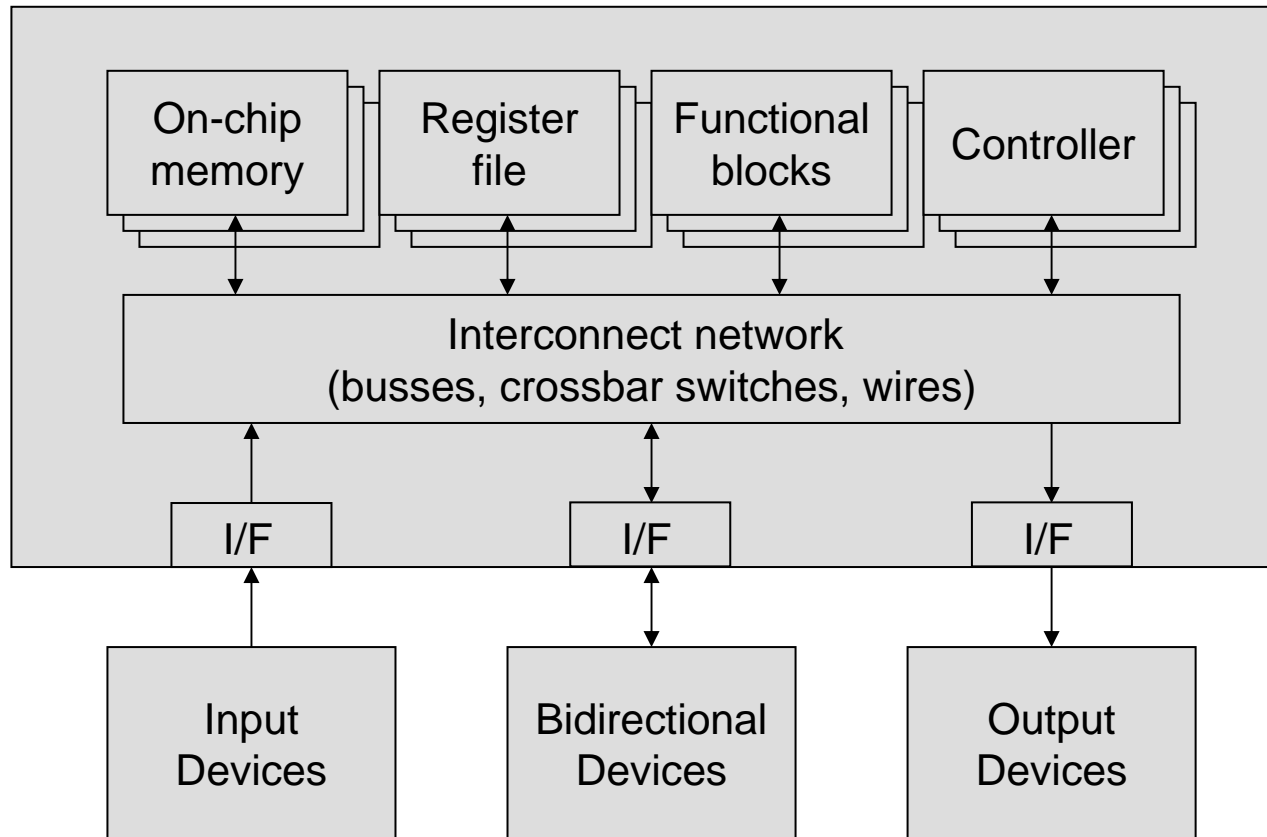 On-chip
memory
Register
file
Functional
blocks
Controller
Interconnect network
(busses, crossbar switches, wires)
I/F
I/F
I/F
Input
Devices
Bidirectional
Devices
Output
Devices